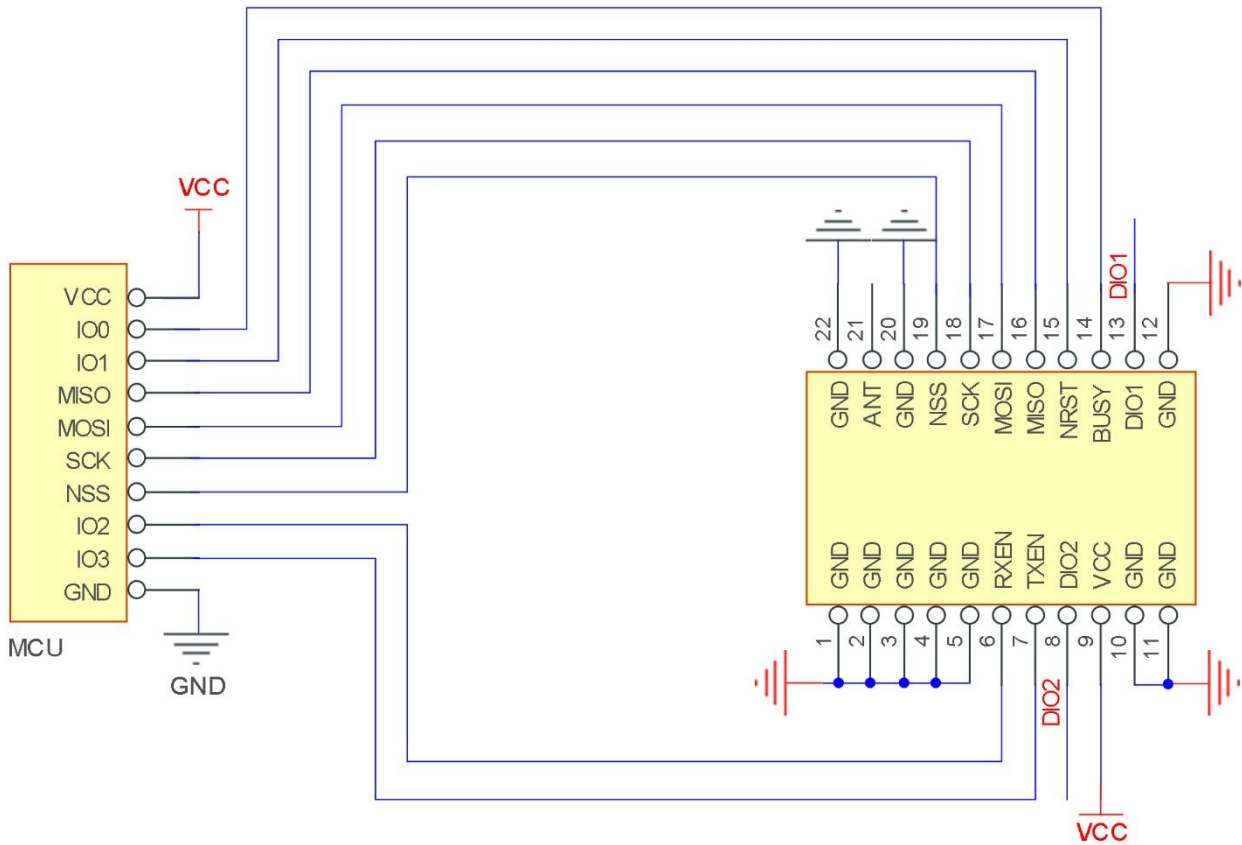 VCC
VCC
IO0
IO1
MISO
MOSI
SCK
NSS
IO2
IO3
GND
MCU
GND
DIO1
22
21
20
19
18
17
16
15
14
13
12
GND
ANT
GND
NSS
SCK
MOSI
MISO
NRST
BUSY
DIO1
GND
GND
GND
GND
GND
GND
RXEN
TXEN
DIO2
VCC
GND
GND
1
2
3
4
5
6
7
8
9
10
11
DIO2
VCC